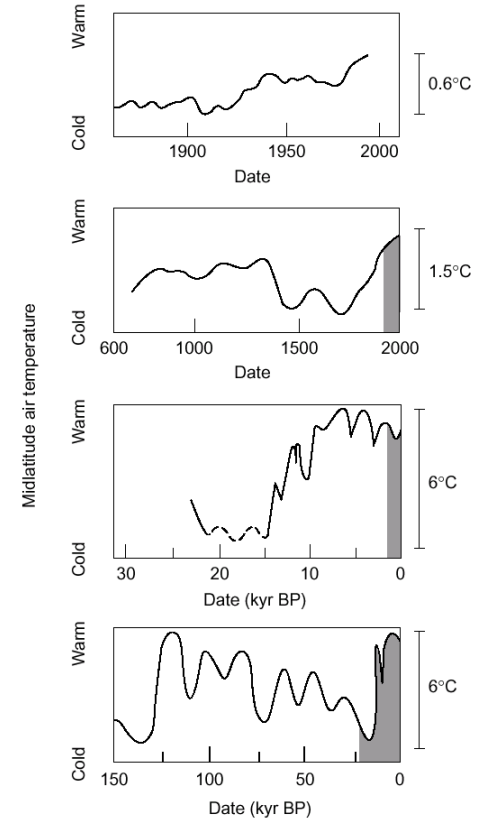 Warm
Cold
0.6°C
1900 1950 2000
Date
Warm
Cold
1.5°C
600 1000 1500 2000
Date
Midlatitude air temperature
Warm
Cold
6°C
30 20 10 0
Date (kyr BP)
Warm
Cold
6°C
150 100 50 0
Date (kyr BP)